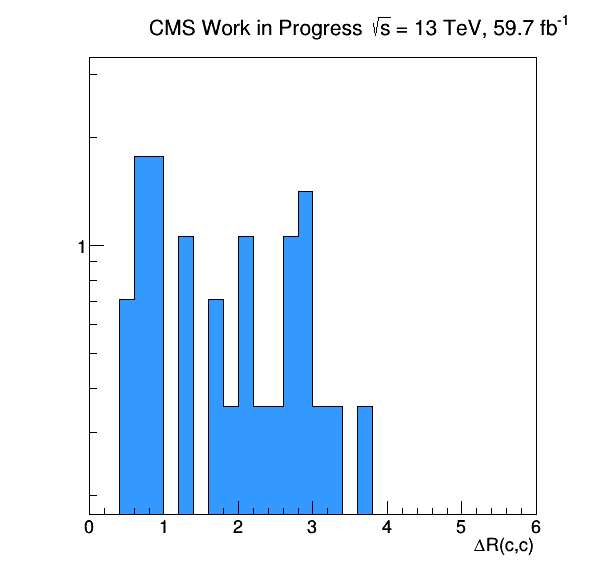 CMS Work in Progress √s = 13 TeV, 59.7 fb⁻¹
1
0 1 2 3 4 5 6
ΔR(c,c)